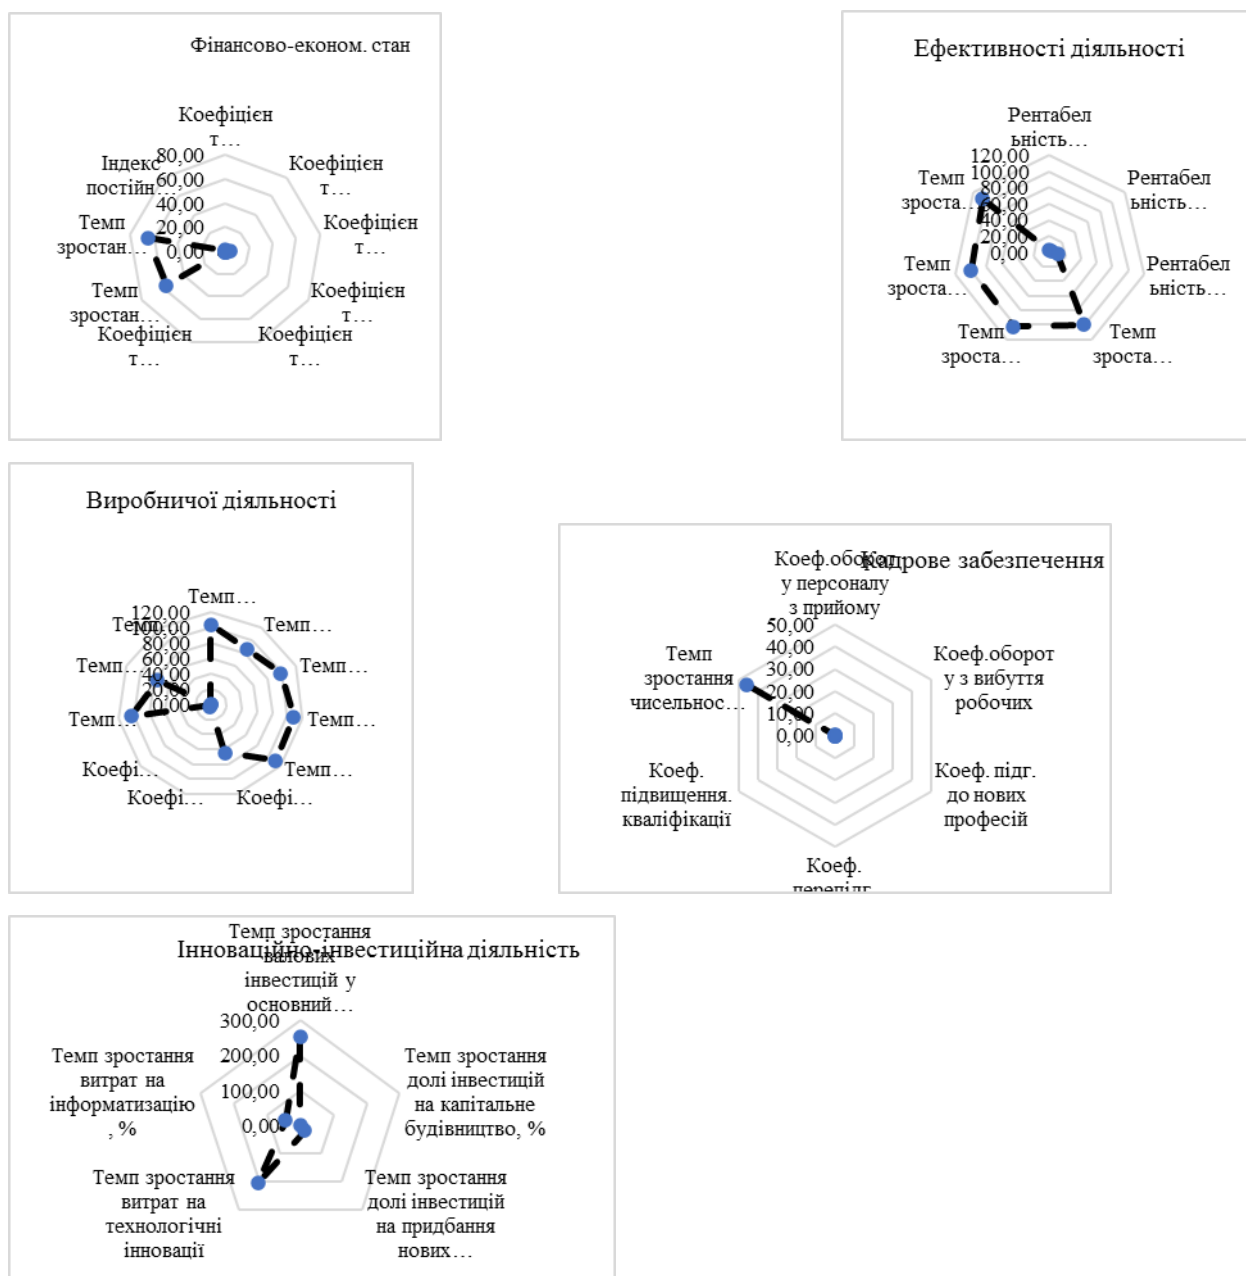 Фінансово-економ. стан
Коефіцієн
т…
80,00
60,00
40,00
20,00
0,00
Коефіцієн
т…
Коефіцієн
т…
Коефіцієн
т…
Коефіцієн
т…
Коефіцієн
т…
Темп
зростан…
Темп
зростан…
Індекс
постійн…
Ефективності діяльності
Рентабел
ьність…
120,00
100,00
80,00
60,00
40,00
20,00
0,00
Рентабел
ьність…
Рентабел
ьність…
Темп
зроста…
Темп
зроста…
Темп
зроста…
Темп
зроста…
Виробничої діяльності
Темп…
120,00
100,00
80,00
60,00
40,00
20,00
0,00
Темп…
Темп…
Темп…
Темп…
Коефі…
Коефі…
Коефі…
Темп…
Темп…
Темп…
Кадрове забезпечення
Коеф.оборот
у персоналу
з прийому
50,00
40,00
30,00
20,00
10,00
0,00
Коеф.оборот
у з вибуття
робочих
Коеф. підг.
до нових
професій
Коеф.
перепідг.
Коеф.
підвищення.
кваліфікації
Темп
зростання
чисельнос…
Інноваційно-інвестиційна діяльність
Темп зростання
валових
інвестицій у
основний…
300,00
200,00
100,00
0,00
Темп зростання
долі інвестицій
на капітальне
будівництво, %
Темп зростання
долі інвестицій
на придбання
нових…
Темп зростання
витрат на
технологічні
інновації
Темп зростання
витрат на
інформатизацію
, %